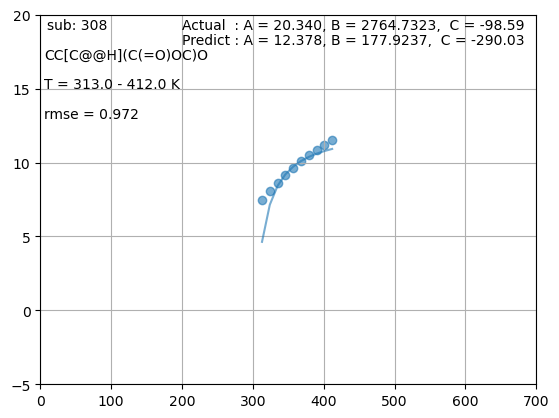 sub: 308
Actual  : A = 20.340, B = 2764.7323,  C = -98.59
Predict : A = 12.378, B = 177.9237,  C = -290.03
CC[C@@H](C(=O)OC)O
T = 313.0 - 412.0 K
rmse = 0.972
20
15
10
5
0
−5
0 100 200 300 400 500 600 700